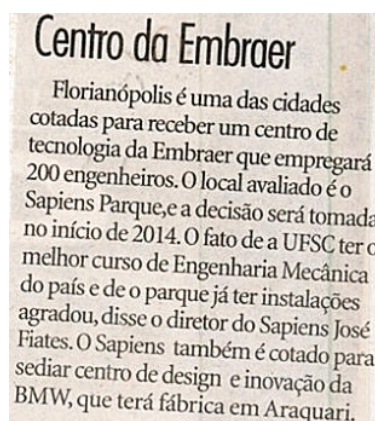 Centro da Embraer
Florianópolis é uma das cidades
cotadas para receber um centro de
tecnologia da Embraer que empregará
200 engenheiros. O local avaliado é o
Sapiens Parque,e a decisão será tomada
no início de 2014. O fato de a UFSC ter o
melhor curso de Engenharia Mecânica
do país e de o parque já ter instalações
agradou, disse o diretor do Sapiens José
Fiates. O Sapiens também é cotado para
sediar centro de design e inovação da
BMW, que terá fábrica em Araquari.